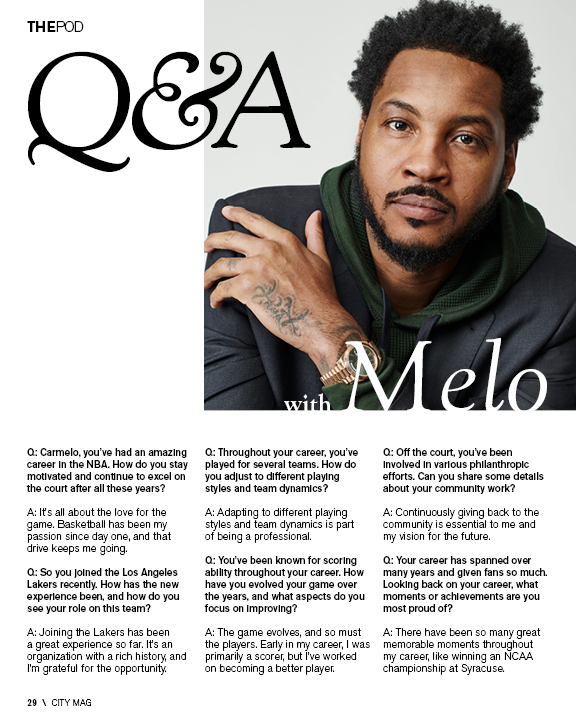 THEPOD
Q&A
with Melo
Q: Carmelo, you've had an amazing
career in the NBA. How do you stay
motivated and continue to excel on
the court after all these years?
A: It's all about the love for the
game. Basketball has been my
passion since day one, and that
drive keeps me going.
Q: So you joined the Los Angeles
Lakers recently. How has the new
experience been, and how do you
see your role on this team?
A: Joining the Lakers has been
a great experience so far. It's an
organization with a rich history, and
I'm grateful for the opportunity.
Q: Throughout your career, you've
played for several teams. How do
you adjust to different playing
styles and team dynamics?
A: Adapting to different playing
styles and team dynamics is part
of being a professional.
Q: You've been known for scoring
ability throughout your career. How
have you evolved your game over
the years, and what aspects do you
focus on improving?
A: The game evolves, and so must
the players. Early in my career, I was
primarily a scorer, but I've worked
on becoming a better player.
Q: Off the court, you've been
involved in various philanthropic
efforts. Can you share some details
about your community work?
A: Continuously giving back to the
community is essential to me and
my vision for the future.
Q: Your career has spanned over
many years and given fans so much.
Looking back on your career, what
moments or achievements are you
most proud of?
A: There have been so many great
memorable moments throughout
my career, like winning an NCAA
championship at Syracuse.
29 \ CITY MAG